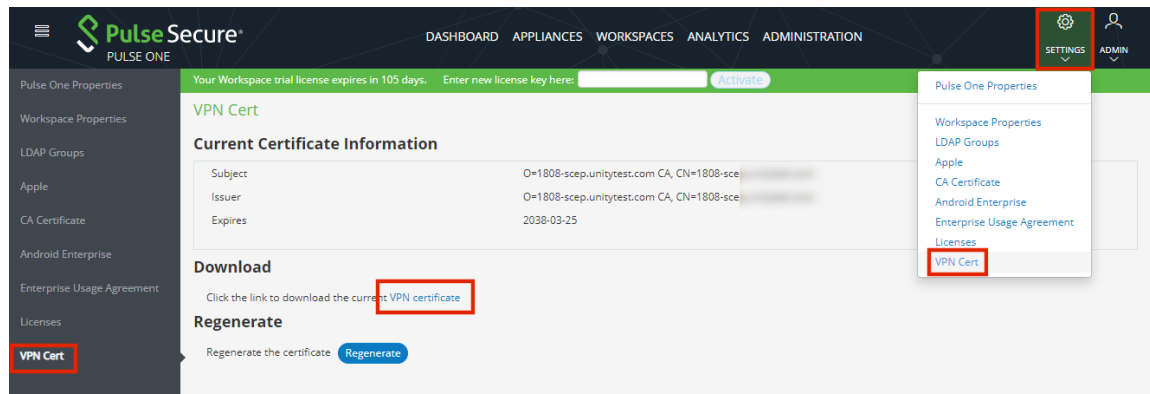 Pulse Secure®
PULSE ONE
DASHBOARD APPLIANCES WORKSPACES ANALYTICS ADMINISTRATION
SETTINGS
ADMIN
Pulse One Properties
Workspace Properties
LDAP Groups
Apple
CA Certificate
Android Enterprise
Enterprise Usage Agreement
Licenses
VPN Cert
Your Workspace trial license expires in 105 days. Enter new license key here: Activate
VPN Cert
Current Certificate Information
Subject O=1808-scep.unitytest.com CA, CN=1808-sce
Issuer O=1808-scep.unitytest.com CA, CN=1808-sce
Expires 2038-03-25
Download
Click the link to download the current VPN certificate
Regenerate
Regenerate the certificate Regenerate
Pulse One Properties
Workspace Properties
LDAP Groups
Apple
CA Certificate
Android Enterprise
Enterprise Usage Agreement
Licenses
VPN Cert